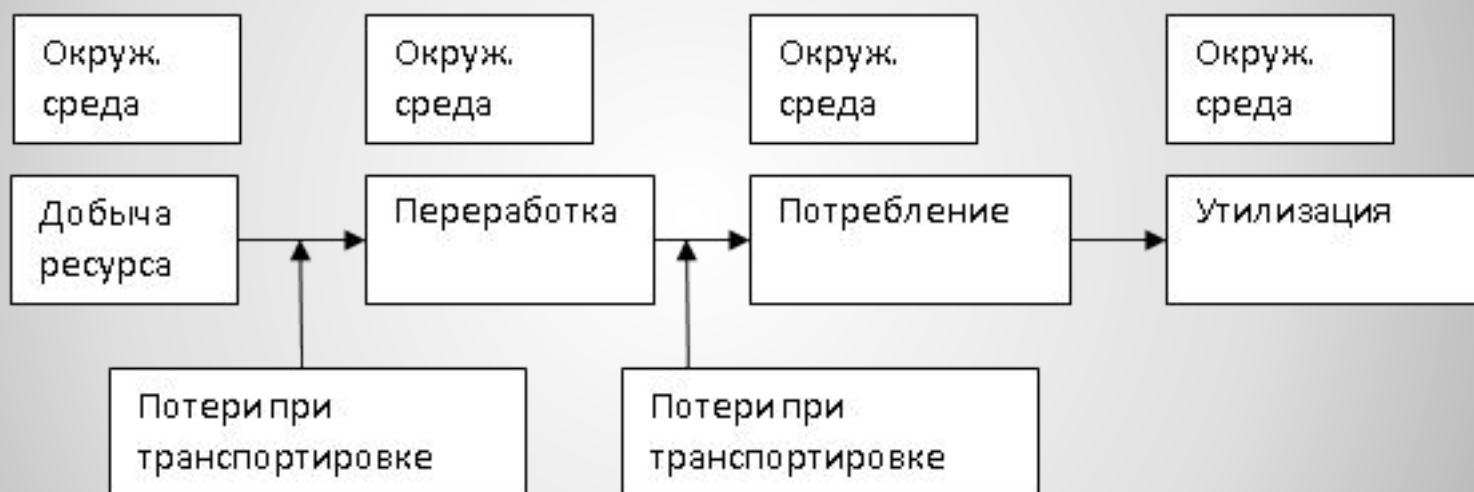 Окруж.
среда
Окруж.
среда
Окруж.
среда
Окруж.
среда
Добыча
ресурса
Переработка
Потребление
Утилизация
Потери при
транспортировке
Потери при
транспортировке